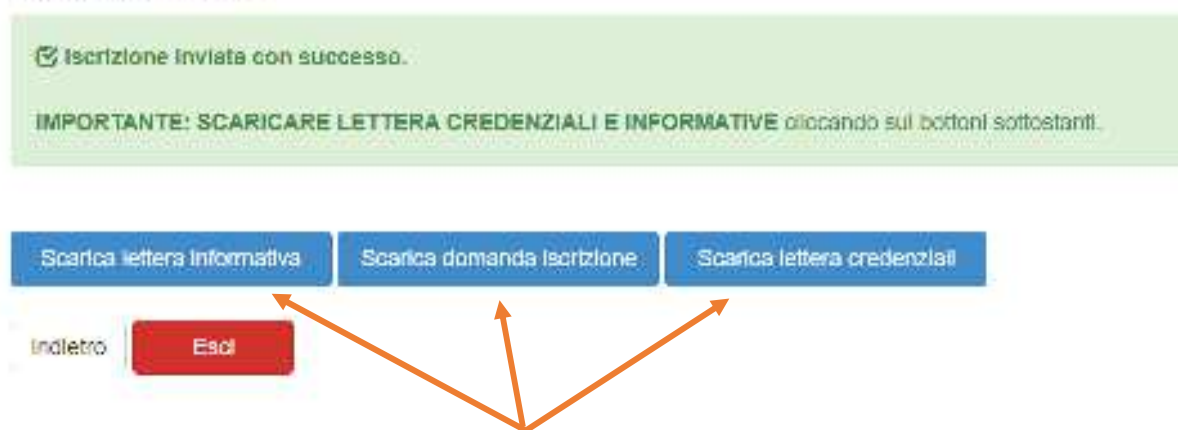 Iscrizione inviata con successo.
IMPORTANTE: SCARICARE LETTERA CREDENZIALI E INFORMATIVE cliccando sui bottoni sottostanti.
Scarica lettera informativa Scarica domanda iscrizione Scarica lettera credenziali
Indietro Esci